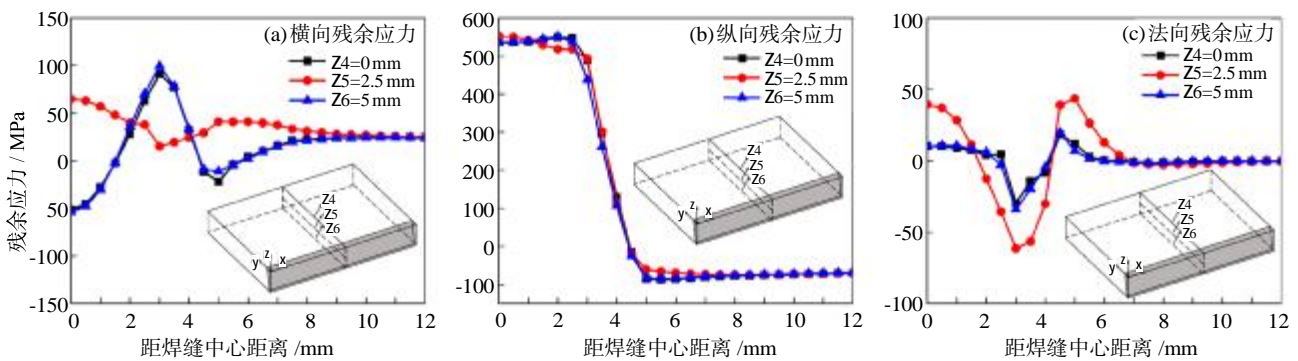 (a)横向残余应力
Z4=0 mm
Z5=2.5 mm
Z6=5 mm
残余应力 / MPa
150
100
50
0
-50
-100
-150
Z4
Z5
Z6
y z x
0 2 4 6 8 10 12
距焊缝中心距离 /mm
(b)纵向残余应力
Z4=0 mm
Z5=2.5 mm
Z6=5 mm
600
500
400
300
200
100
0
-100
Z4
Z5
Z6
y z x
0 2 4 6 8 10 12
距焊缝中心距离 /mm
(c)法向残余应力
Z4=0 mm
Z5=2.5 mm
Z6=5 mm
100
50
0
-50
-100
Z4
Z5
Z6
y z x
0 2 4 6 8 10 12
距焊缝中心距离 /mm